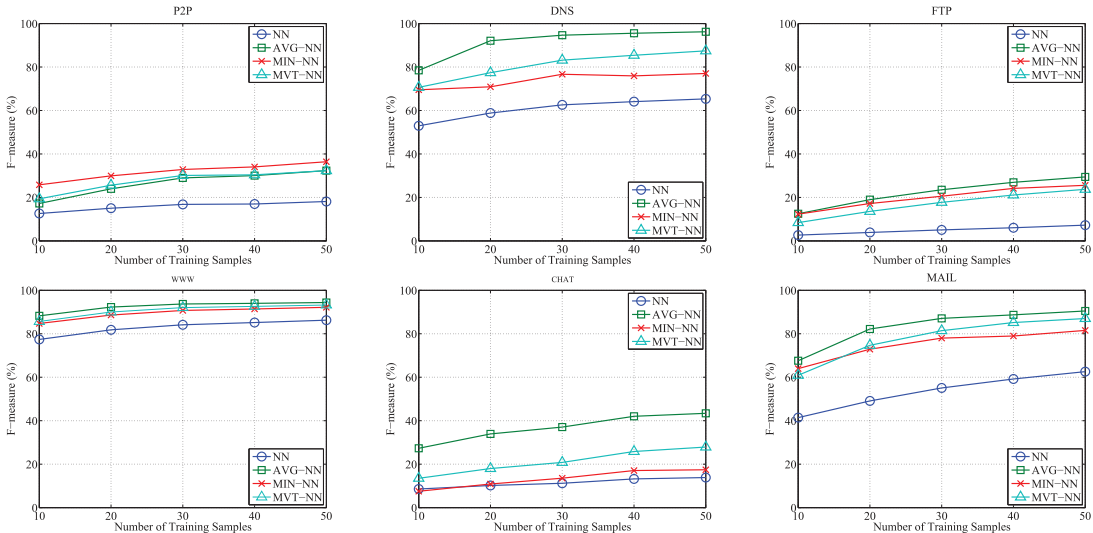 P2P
100
80
60
40
20
0
10 20 30 40 50
F−measure (%)
Number of Training Samples
NN
AVG−NN
MIN−NN
MVT−NN
DNS
100
80
60
40
20
0
10 20 30 40 50
F−measure (%)
Number of Training Samples
NN
AVG−NN
MIN−NN
MVT−NN
FTP
100
80
60
40
20
0
10 20 30 40 50
F−measure (%)
Number of Training Samples
NN
AVG−NN
MIN−NN
MVT−NN
WWW
100
80
60
40
20
0
10 20 30 40 50
F−measure (%)
Number of Training Samples
NN
AVG−NN
MIN−NN
MVT−NN
CHAT
100
80
60
40
20
0
10 20 30 40 50
F−measure (%)
Number of Training Samples
NN
AVG−NN
MIN−NN
MVT−NN
MAIL
100
80
60
40
20
0
10 20 30 40 50
F−measure (%)
Number of Training Samples
NN
AVG−NN
MIN−NN
MVT−NN